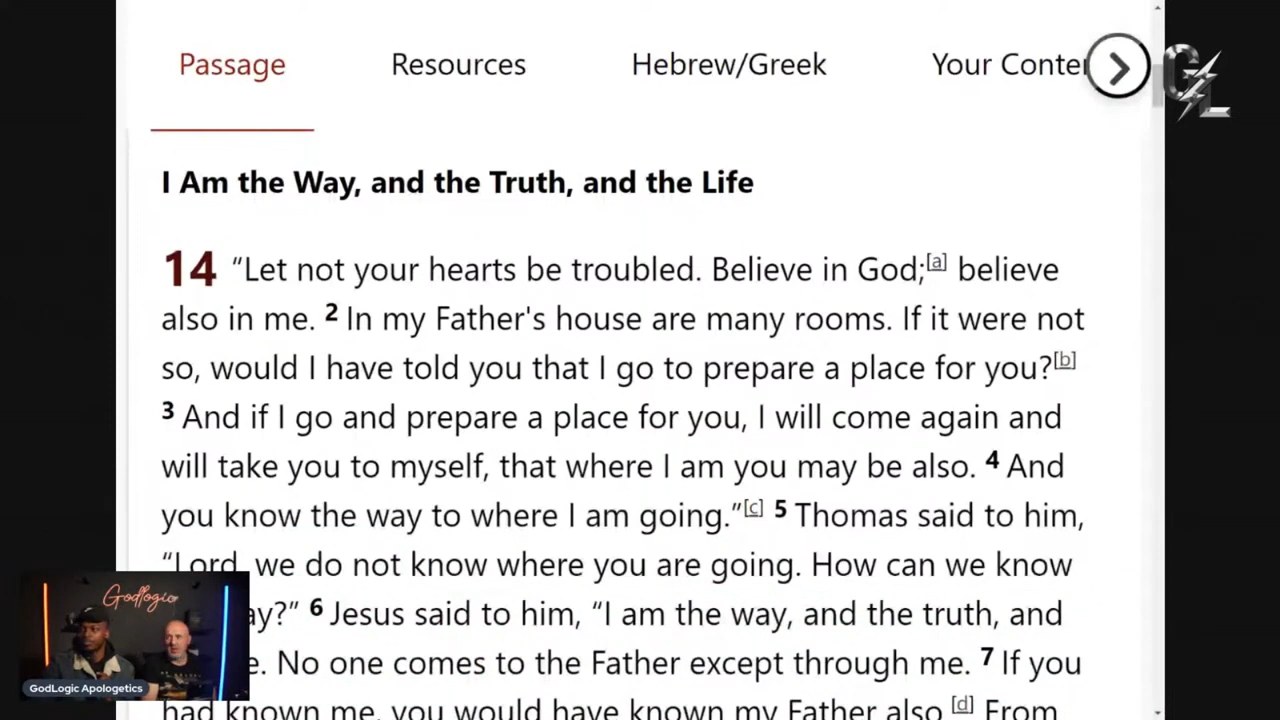 Passage Resources Hebrew/Greek Your Conte
GL
I Am the Way, and the Truth, and the Life
14 “Let not your hearts be troubled. Believe in God;[a] believe
also in me. 2 In my Father's house are many rooms. If it were not
so, would I have told you that I go to prepare a place for you?[b]
3 And if I go and prepare a place for you, I will come again and
will take you to myself, that where I am you may be also. 4 And
you know the way to where I am going.”[c] 5 Thomas said to him,
“Lord, we do not know where you are going. How can we know
ay?” 6 Jesus said to him, “I am the way, and the truth, and
e. No one comes to the Father except through me. 7 If you
had known me, you would have known my Father also.[d] From
Godlogic
GodLogic Apologetics